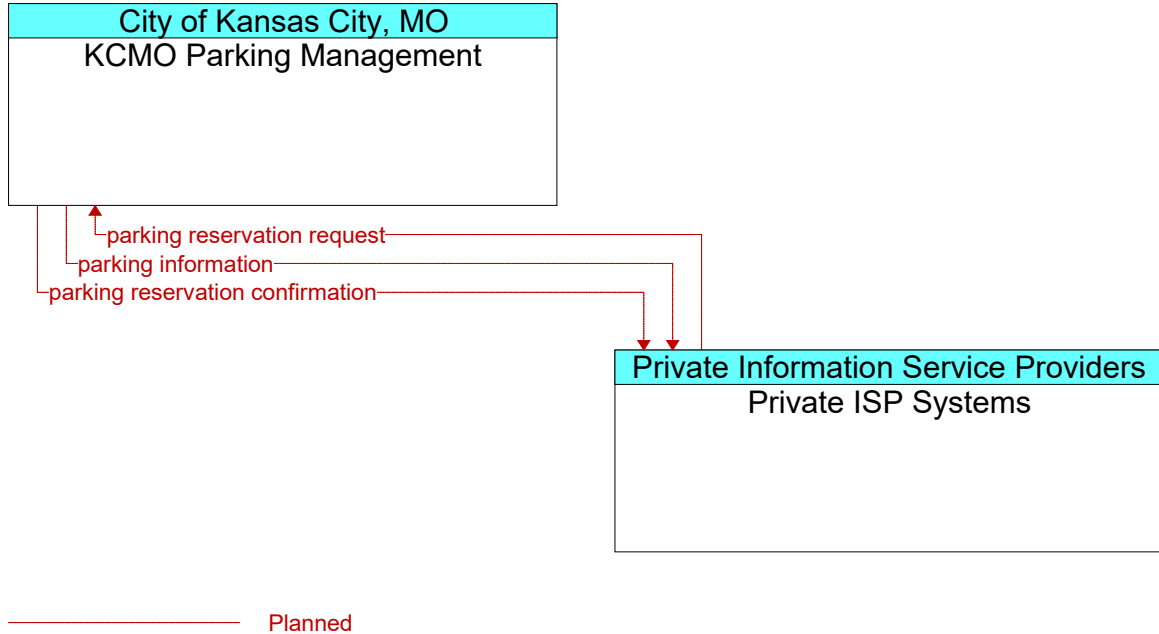 City of Kansas City, MO
KCMO Parking Management
parking reservation request
parking information
parking reservation confirmation
Private Information Service Providers
Private ISP Systems
Planned